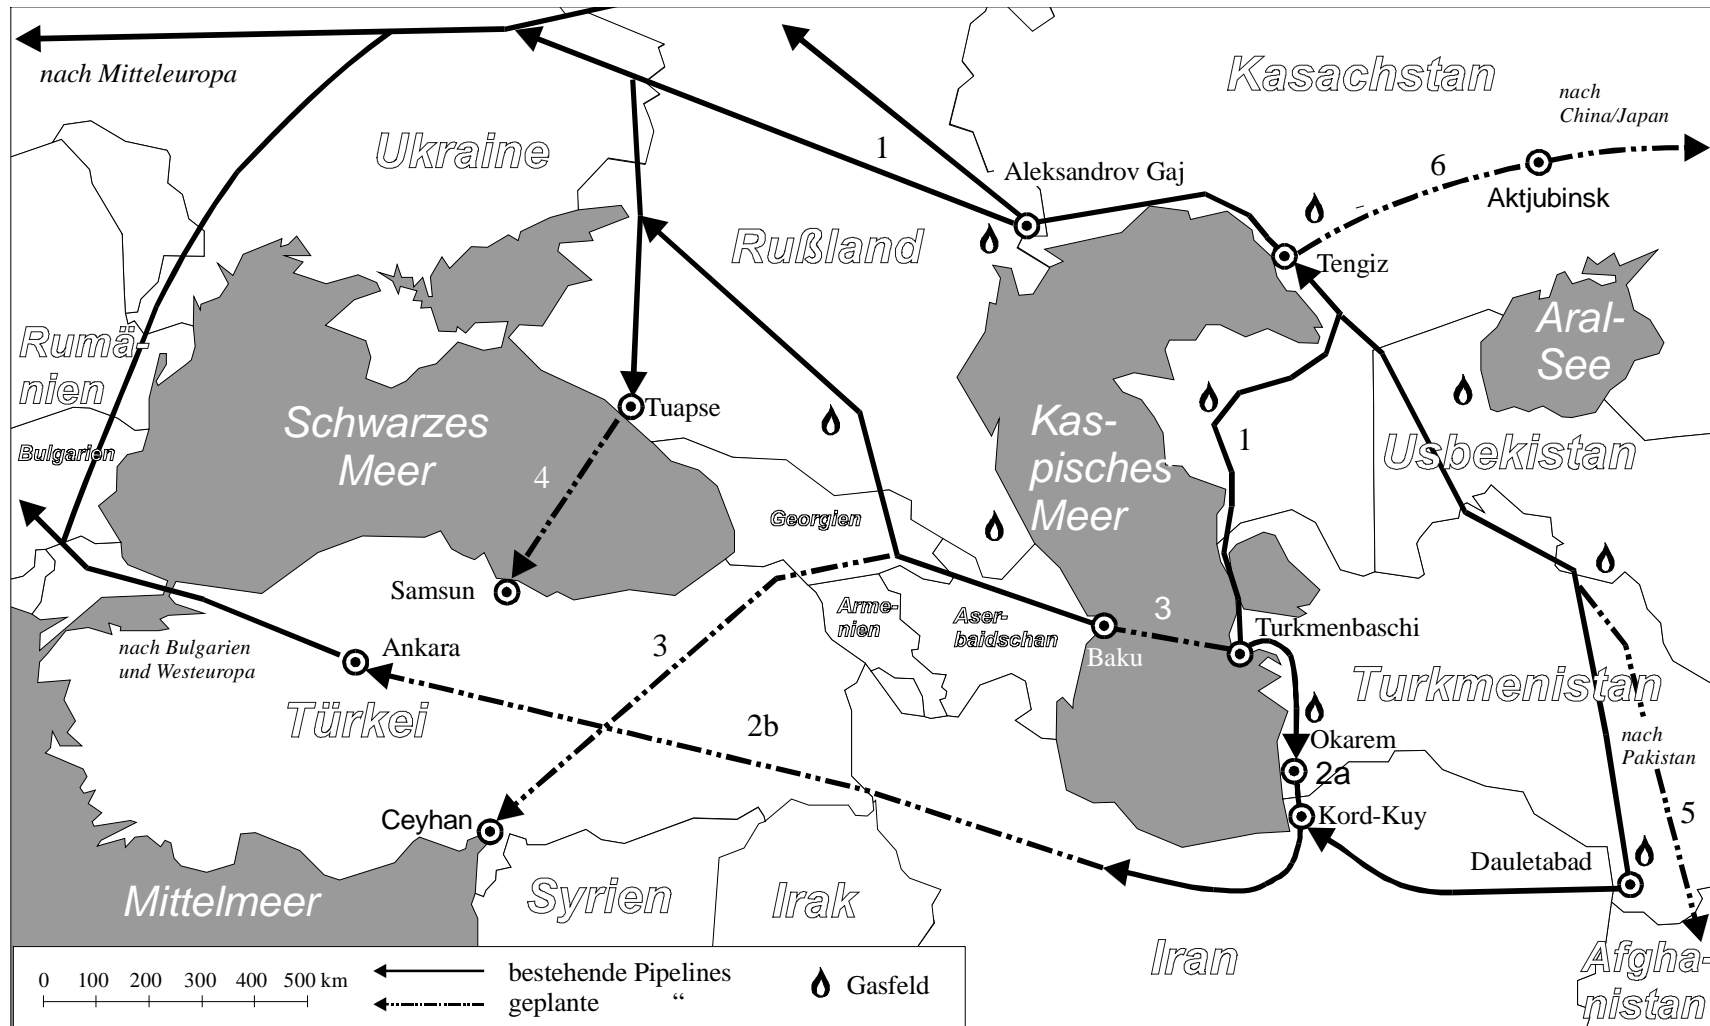 nach Mitteleuropa
Kasachstan
nach
China/Japan
Ukraine
1
6
Aleksandrov Gaj
Aktjubinsk
Rußland
Tengiz
Rumä-
nien
Aral-
See
Schwarzes
Meer
Tuapse
Kas-
pisches
Meer
1
Usbekistan
Bulgarien
4
Georgien
Samsun
Arme-
nien
Aser-
baidschan
3
Turkmenbaschi
nach Bulgarien
und Westeuropa
Ankara
3
Baku
Turkmenistan
Türkei
2b
Okarem
2a
nach
Pakistan
Ceyhan
Kord-Kuy
5
Dauletabad
Mittelmeer
Syrien
Irak
Iran
Afgha-
nistan
0 100 200 300 500 km
bestehende Pipelines
geplante “
Gasfeld